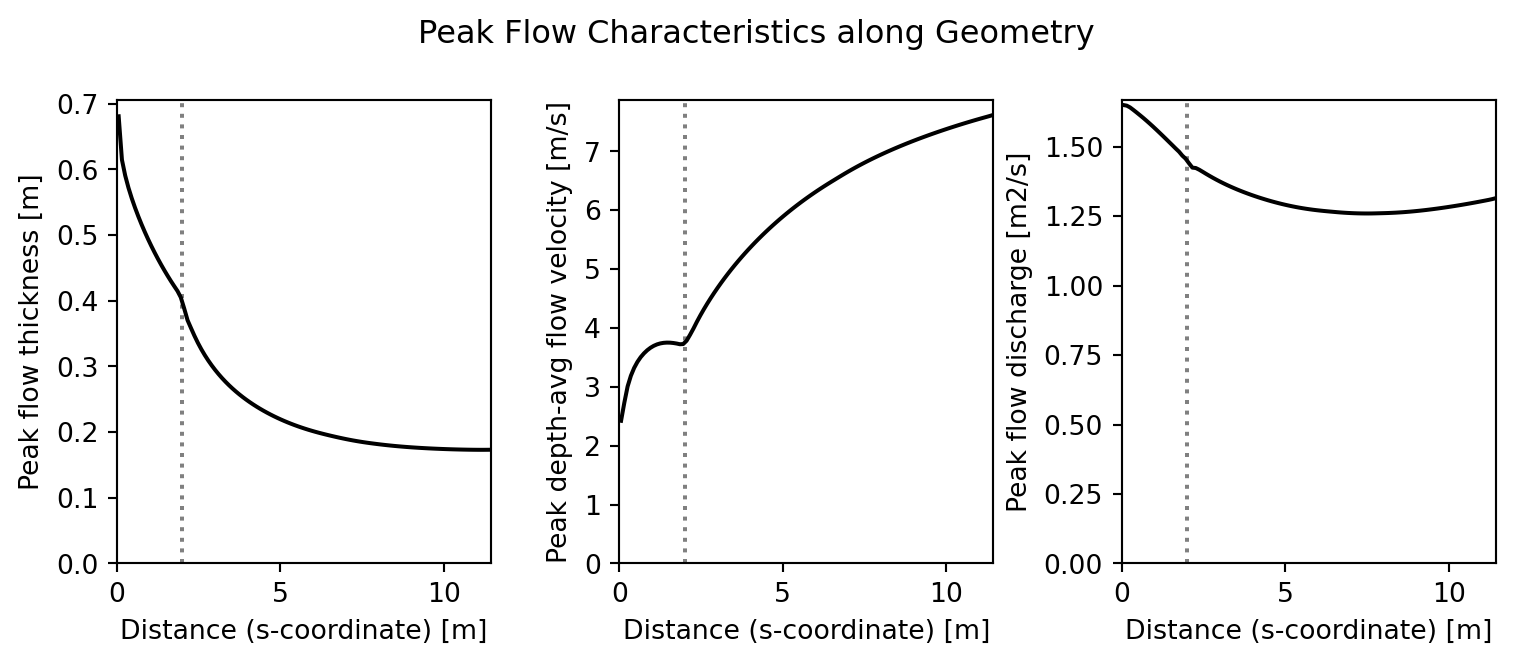 Peak Flow Characteristics along Geometry
Peak flow thickness [m]
0.7
0.6
0.5
0.4
0.3
0.2
0.1
0.0
0 5 10
Distance (s-coordinate) [m]
Peak depth-avg flow velocity [m/s]
7
6
5
4
3
2
1
0
0 5 10
Distance (s-coordinate) [m]
Peak flow discharge [m2/s]
1.50
1.25
1.00
0.75
0.50
0.25
0.00
0 5 10
Distance (s-coordinate) [m]